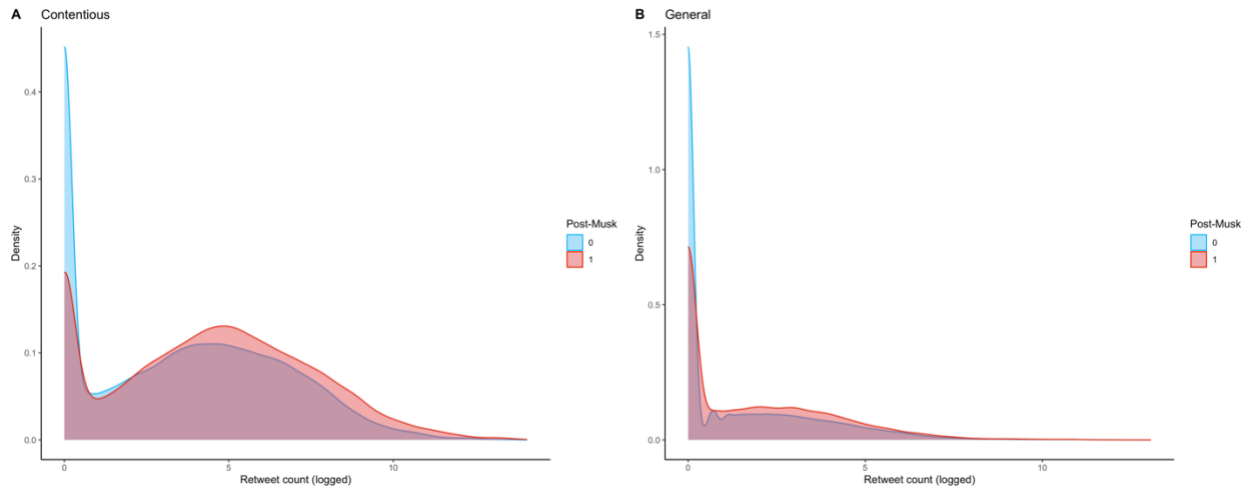 A Contentious
0.4
0.3
0.2
0.1
0.0
Density
0 5 10
Retweet count (logged)
Post-Musk
0
1
B General
1.5
1.0
0.5
0.0
Density
0 5 10
Retweet count (logged)
Post-Musk
0
1